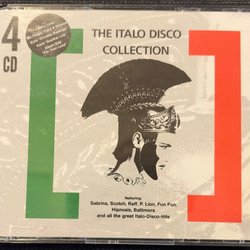 4
CD
THE ITALO DISCO
COLLECTION
featuring
Sabrina, Scotch, Raff, P. Lion, Fun Fun,
Hipnosis, Baltimora
and all the great Italo-Disco-Hits